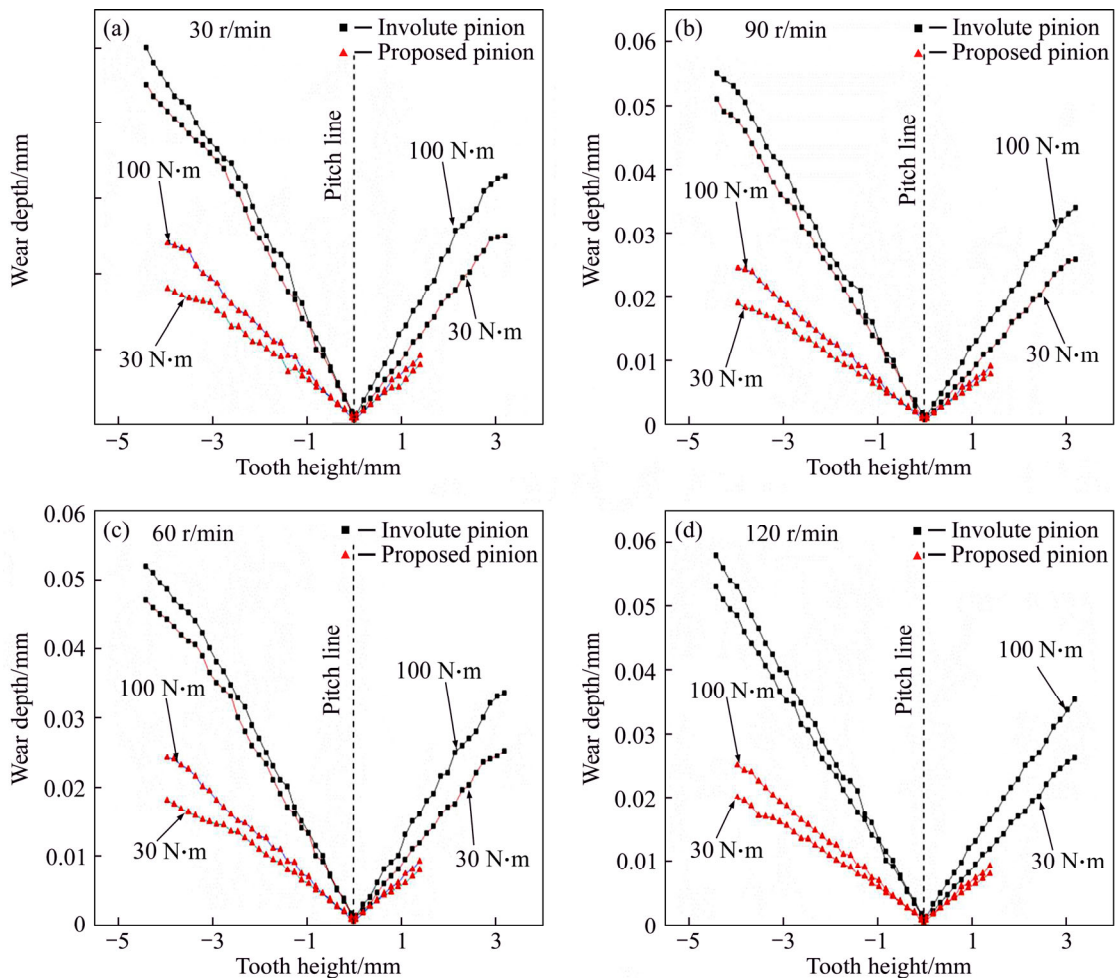 (a)
30 r/min
Involute pinion
Proposed pinion
Wear depth/mm
Pitch line
100 N·m
100 N·m
30 N·m
30 N·m
−5
−3
−1
1
3
Tooth height/mm
(b)
90 r/min
Involute pinion
Proposed pinion
0.06
0.05
0.04
0.03
0.02
0.01
0
Wear depth/mm
Pitch line
100 N·m
100 N·m
30 N·m
30 N·m
−5
−3
−1
1
3
Tooth height/mm
(c)
60 r/min
Involute pinion
Proposed pinion
0.06
0.05
0.04
0.03
0.02
0.01
0
Wear depth/mm
Pitch line
100 N·m
100 N·m
30 N·m
30 N·m
−5
−3
−1
1
3
Tooth height/mm
(d)
120 r/min
Involute pinion
Proposed pinion
0.06
0.05
0.04
0.03
0.02
0.01
0
Wear depth/mm
Pitch line
100 N·m
100 N·m
30 N·m
30 N·m
−5
−3
−1
1
3
Tooth height/mm